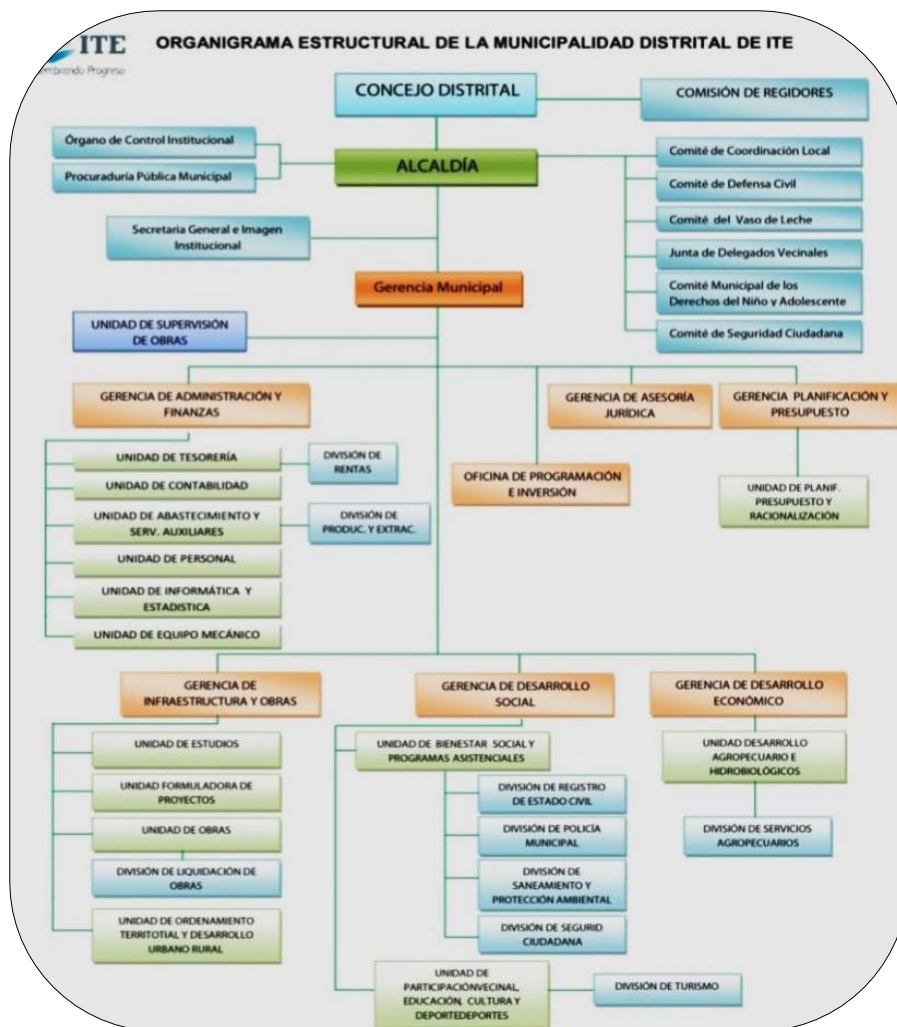 ITE
ORGANIGRAMA ESTRUCTURAL DE LA MUNICIPALIDAD DISTRITAL DE ITE
embrando Progreso
CONCEJO DISTRITAL
COMISIÓN DE REGIDORES
Órgano de Control Institucional
Procuraduría Pública Municipal
ALCALDÍA
Comité de Coordinación Local
Comité de Defensa Civil
Comité del Vaso de Leche
Junta de Delegados Vecinales
Comité Municipal de los
Derechos del Niño y Adolescente
Comité de Seguridad Ciudadana
Secretaria General e Imagen
Institucional
Gerencia Municipal
UNIDAD DE SUPERVISIÓN
DE OBRAS
GERENCIA DE ADMINISTRACIÓN Y
FINANZAS
GERENCIA DE ASESORÍA
JURÍDICA
GERENCIA PLANIFICACIÓN Y
PRESUPUESTO
UNIDAD DE TESORERÍA
DIVISIÓN DE
RENTAS
UNIDAD DE CONTABILIDAD
UNIDAD DE ABASTECIMIENTO Y
SERV. AUXILIARES
DIVISIÓN DE
PRODUC. Y EXTRAC.
UNIDAD DE PERSONAL
UNIDAD DE INFORMÁTICA Y
ESTADISTICA
UNIDAD DE EQUIPO MECÁNICO
OFICINA DE PROGRAMACIÓN
E INVERSIÓN
UNIDAD DE PLANIF.
PRESUPUESTO Y
RACIONALIZACIÓN
GERENCIA DE
INFRAESTRUCTURA Y OBRAS
GERENCIA DE DESARROLLO
SOCIAL
GERENCIA DE DESARROLLO
ECONÓMICO
UNIDAD DE ESTUDIOS
UNIDAD FORMULADORA DE
PROYECTOS
UNIDAD DE OBRAS
DIVISIÓN DE LIQUIDACIÓN DE
OBRAS
UNIDAD DE ORDENAMIENTO
TERRITOTIAL Y DESARROLLO
URBANO RURAL
UNIDAD DE BIENESTAR SOCIAL Y
PROGRAMAS ASISTENCIALES
DIVISIÓN DE REGISTRO
DE ESTADO CIVIL
DIVISIÓN DE POLICÍA
MUNICIPAL
DIVISIÓN DE
SANEAMIENTO Y
PROTECCIÓN AMBIENTAL
DIVISIÓN DE SEGURID
CIUDADANA
UNIDAD DE
PARTICIPACIÓNVECINAL,
EDUCACIÓN, CULTURA Y
DEPORTEDEPORTES
DIVISIÓN DE TURISMO
UNIDAD DESARROLLO
AGROPECUARIO E
HIDROBIOLÓGICOS
DIVISIÓN DE SERVICIOS
AGROPECUARIOS